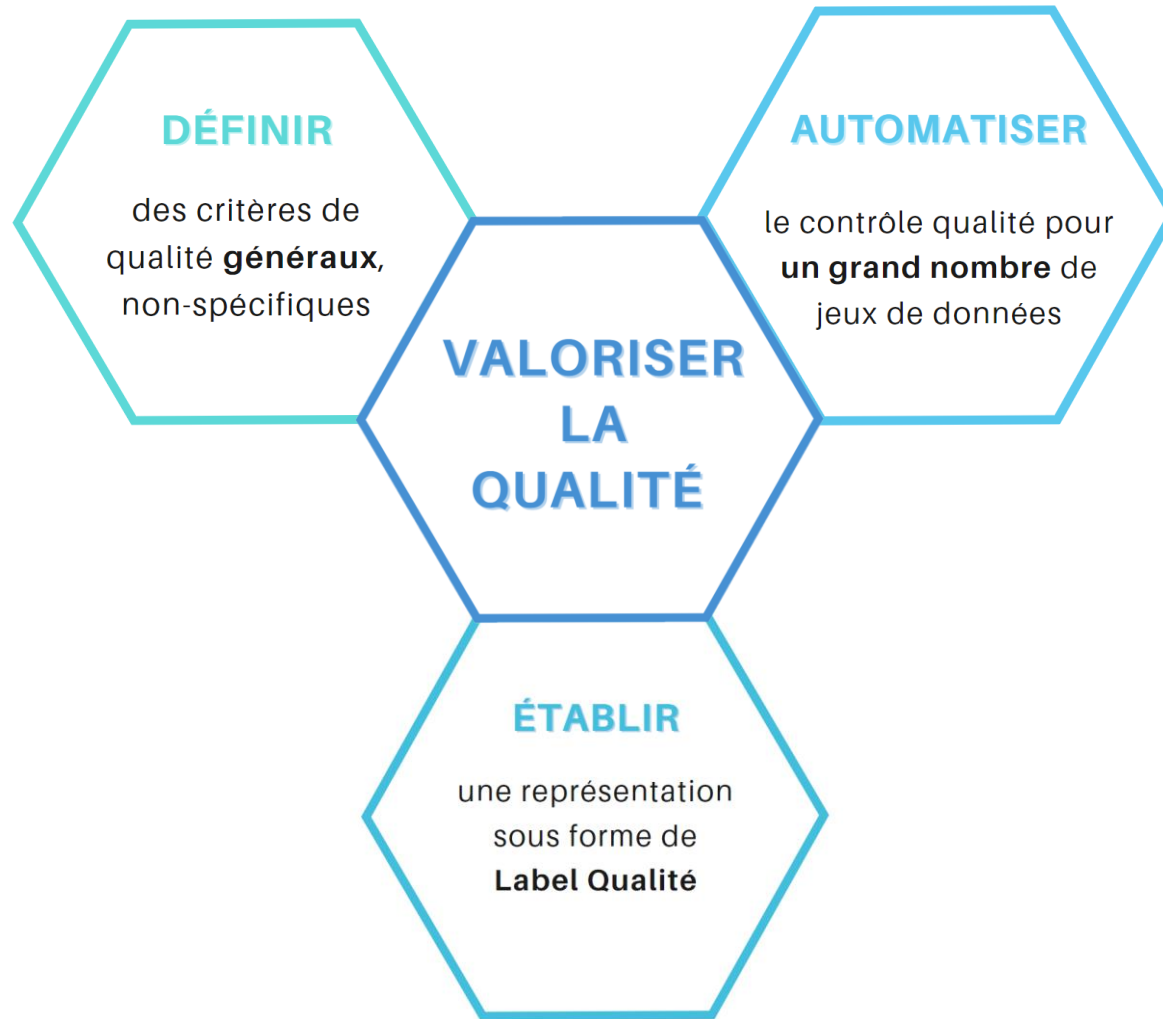 DÉFINIR
des critères de
qualité généraux,
non-spécifiques
AUTOMATISER
le contrôle qualité pour
un grand nombre de
jeux de données
VALORISER
LA
QUALITÉ
ÉTABLIR
une représentation
sous forme de
Label Qualité